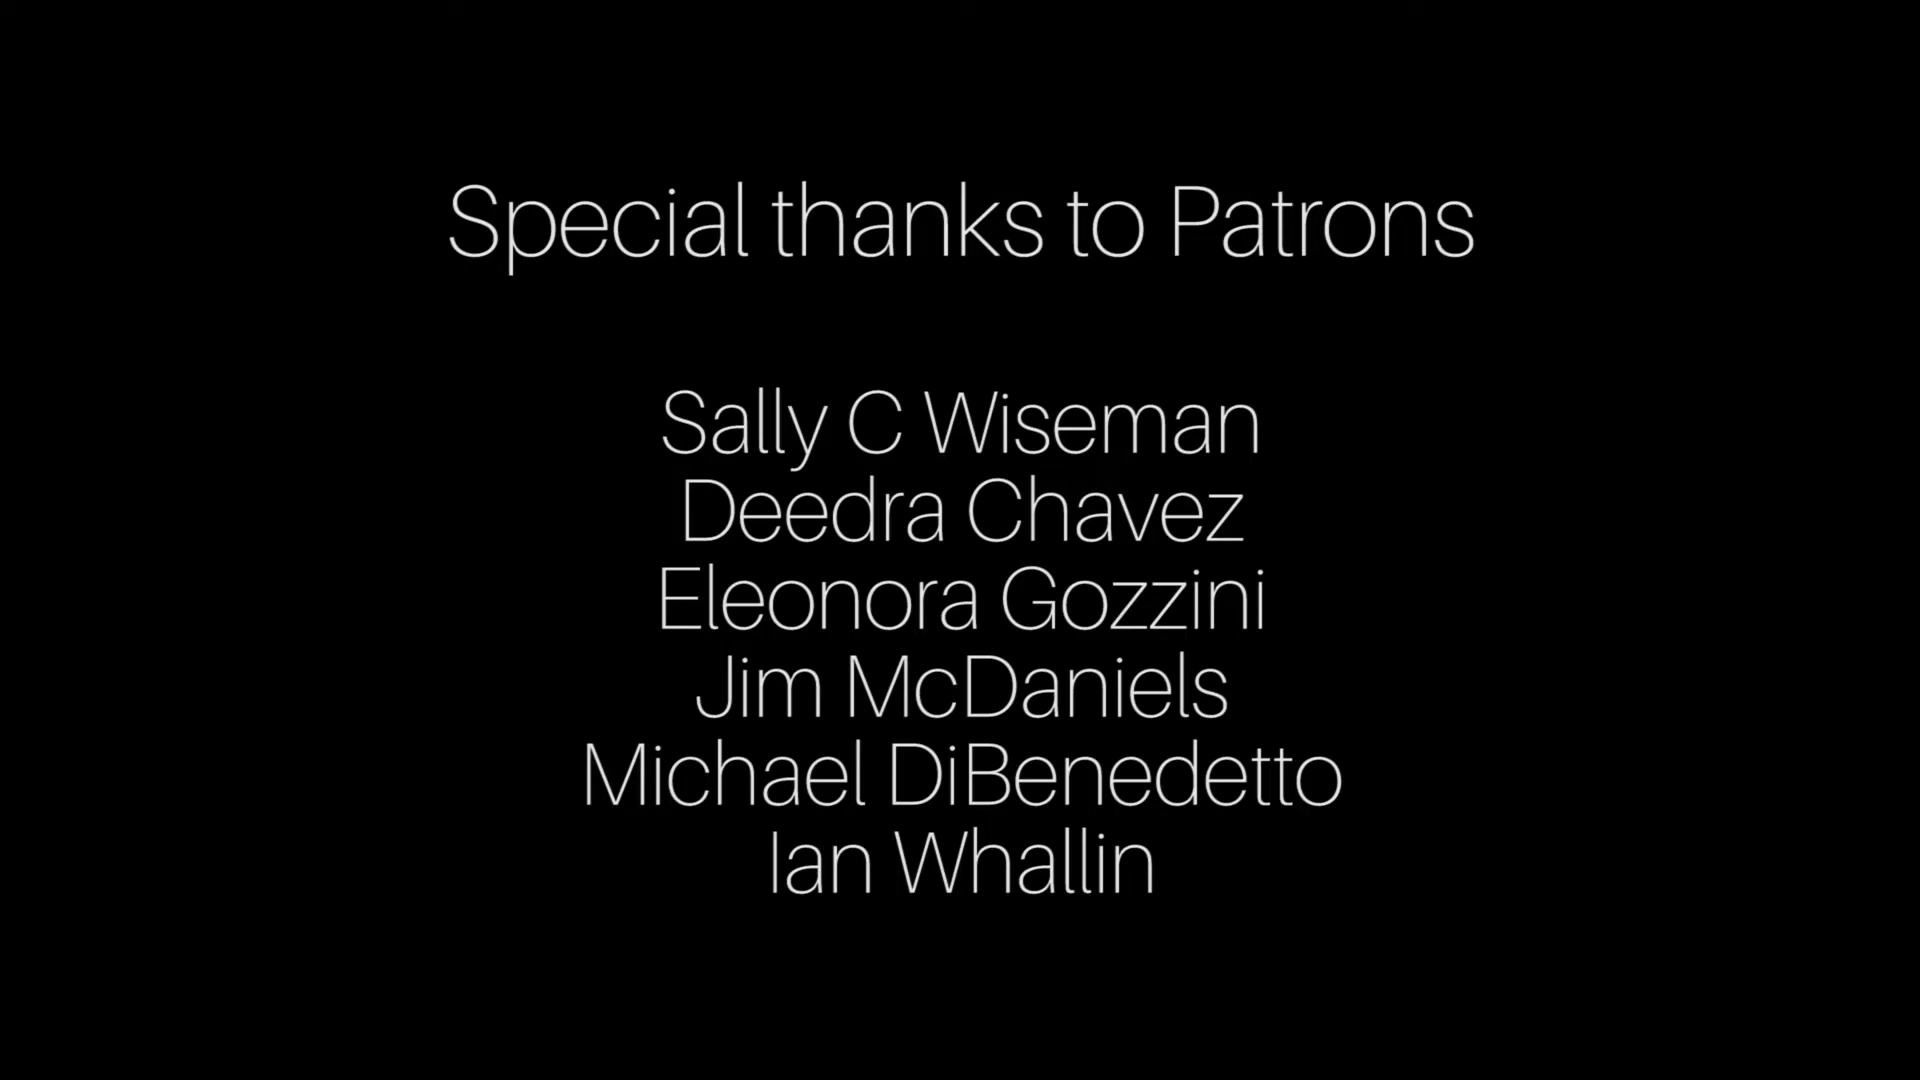 Special thanks to Patrons
Sally C Wiseman
Deedra Chavez
Eleonora Gozzini
Jim McDaniels
Michael DiBenedetto
Ian Whallin